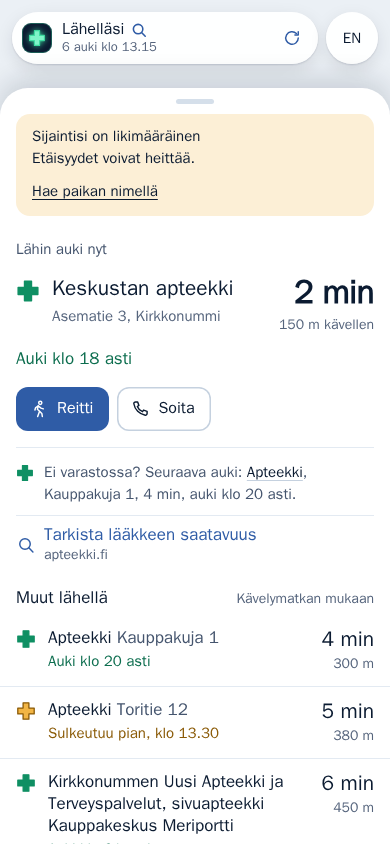 Lähelläsi
6 auki klo 13.15
EN
Sijaintisi on likimääräinen
Etäisyydet voivat heittää.
Hae paikan nimellä
Lähin auki nyt
Keskustan apteekki
2 min
Asematie 3, Kirkkonummi
150 m kävellen
Auki klo 18 asti
Reitti
Soita
Ei varastossa? Seuraava auki: Apteekki,
Kauppakuja 1, 4 min, auki klo 20 asti.
Tarkista lääkkeen saatavuus
apteekki.fi
Muut lähellä
Kävelymatkan mukaan
Apteekki Kauppakuja 1
4 min
Auki klo 20 asti
300 m
Apteekki Toritie 12
5 min
Sulkeutuu pian, klo 13.30
380 m
Kirkkonummen Uusi Apteekki ja
6 min
Terveyspalvelut, sivuapteekki
450 m
Kauppakeskus Meriportti